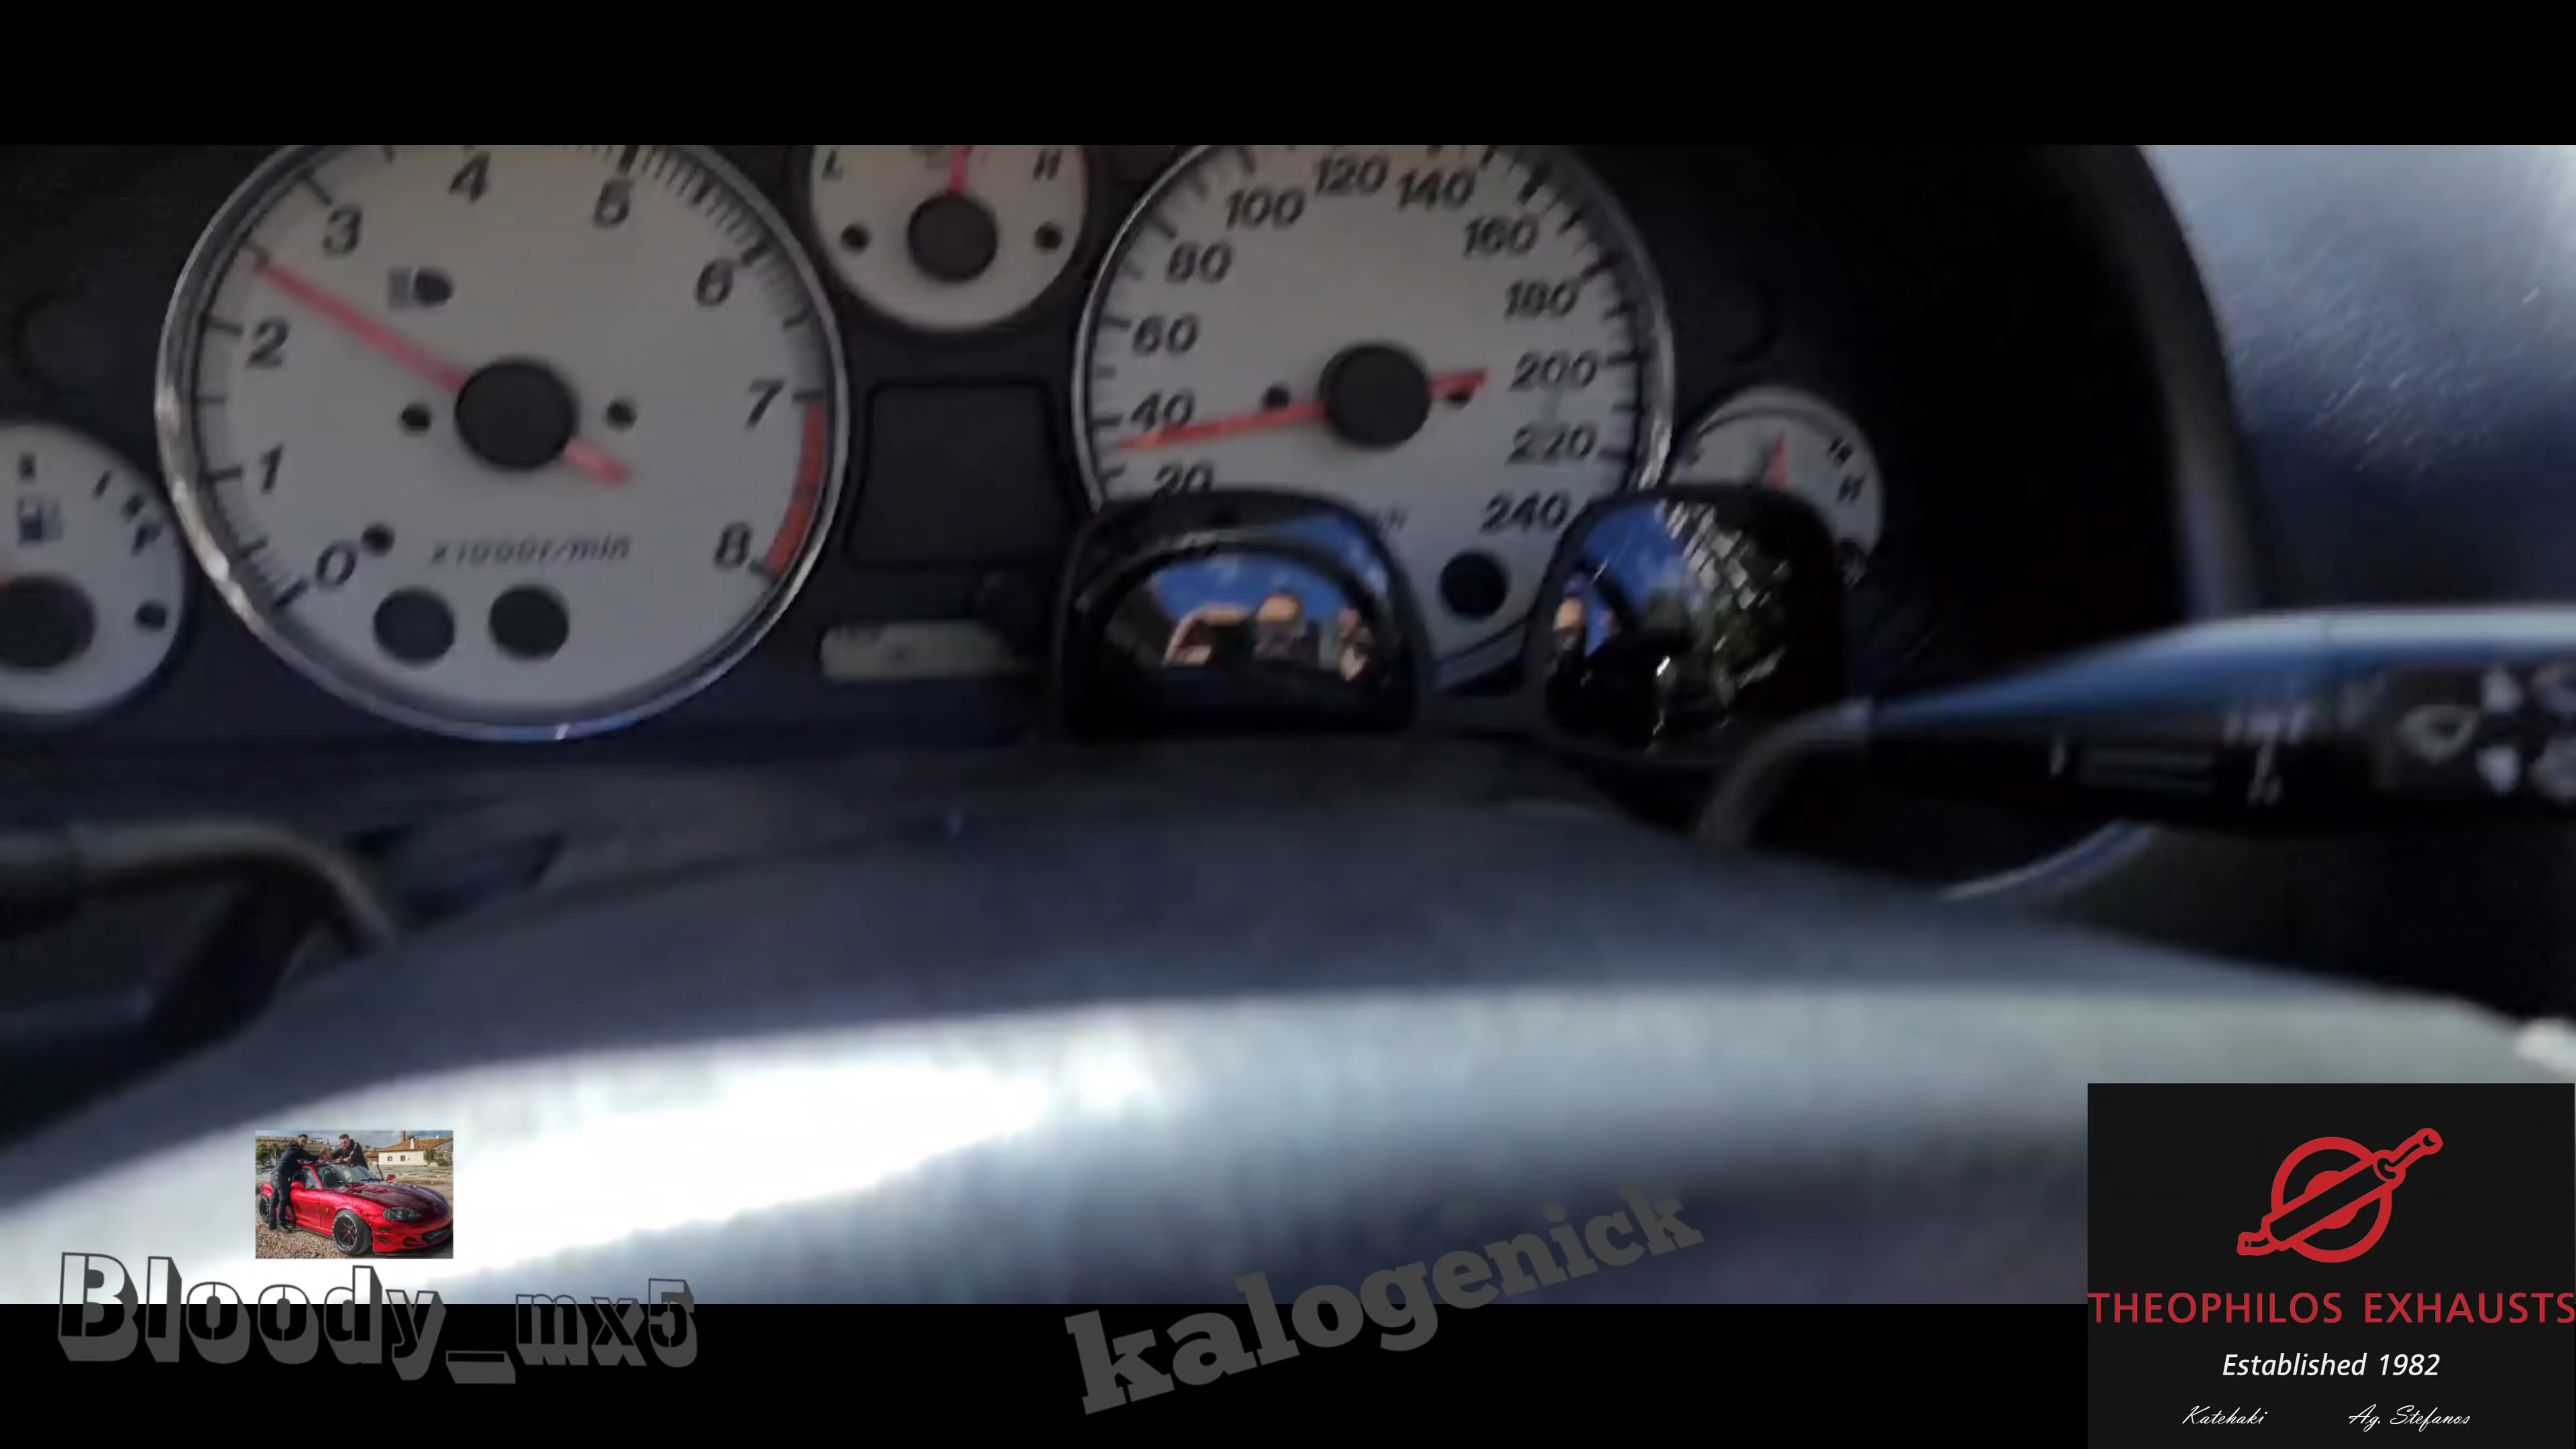 0
1
2
3
4
5
6
7
8
x1000r/min
L
H
20
40
60
80
100
120
140
160
180
200
220
240
H
F
Bloody_mx5
kalogenick
THEOPHILOS EXHAUSTS
Established 1982
Katehaki Ag. Stefanos